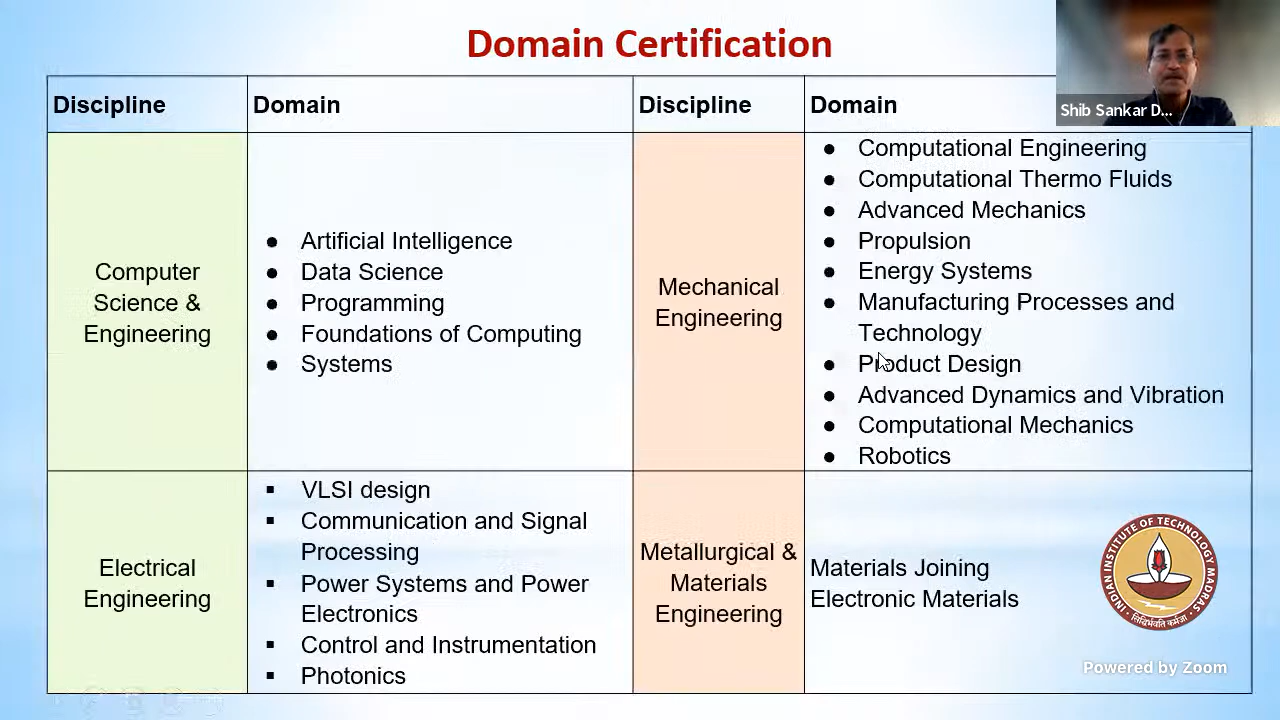 Domain Certification
Shib Sankar D...
Discipline
Domain
Discipline
Domain
Computer
Science &
Engineering
● Artificial Intelligence
● Data Science
● Programming
● Foundations of Computing
● Systems
Mechanical
Engineering
● Computational Engineering
● Computational Thermo Fluids
● Advanced Mechanics
● Propulsion
● Energy Systems
● Manufacturing Processes and
Technology
● Product Design
● Advanced Dynamics and Vibration
● Computational Mechanics
● Robotics
Electrical
Engineering
▪ VLSI design
▪ Communication and Signal
Processing
▪ Power Systems and Power
Electronics
▪ Control and Instrumentation
▪ Photonics
Metallurgical &
Materials
Engineering
Materials Joining
Electronic Materials
INDIAN INSTITUTE OF TECHNOLOGY MADRAS
सिद्धिर्भवति कर्मजा
Powered by Zoom